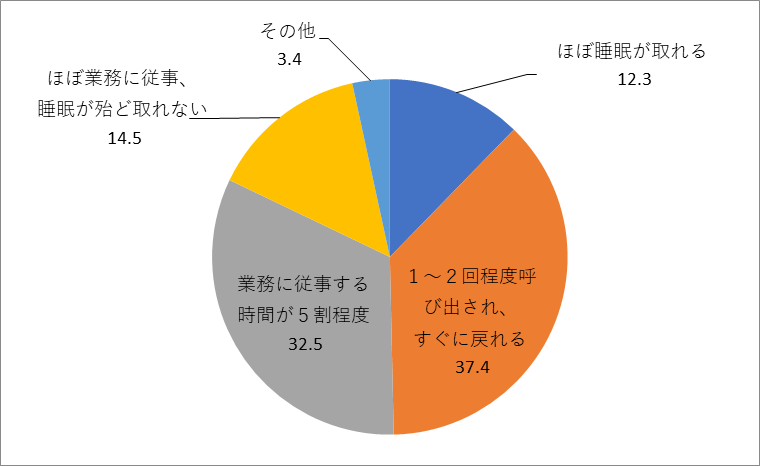 その他
3.4
ほぼ睡眠が取れる
12.3
ほぼ業務に従事、
睡眠が殆ど取れない
14.5
業務に従事する
時間が５割程度
32.5
１～２回程度呼
び出され、
すぐに戻れる
37.4